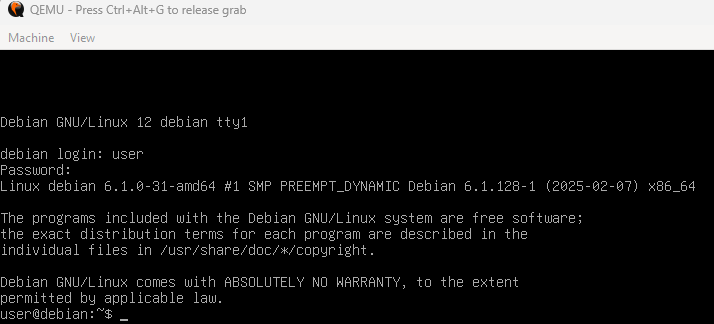 QEMU - Press Ctrl+Alt+G to release grab
Machine View
Debian GNU/Linux 12 debian tty1
debian login: user
Password:
Linux debian 6.1.0-31-amd64 #1 SMP PREEMPT_DYNAMIC Debian 6.1.128-1 (2025-02-07) x86_64
The programs included with the Debian GNU/Linux system are free software;
the exact distribution terms for each program are described in the
individual files in /usr/share/doc/*/copyright.
Debian GNU/Linux comes with ABSOLUTELY NO WARRANTY, to the extent
permitted by applicable law.
user@debian:~$ _